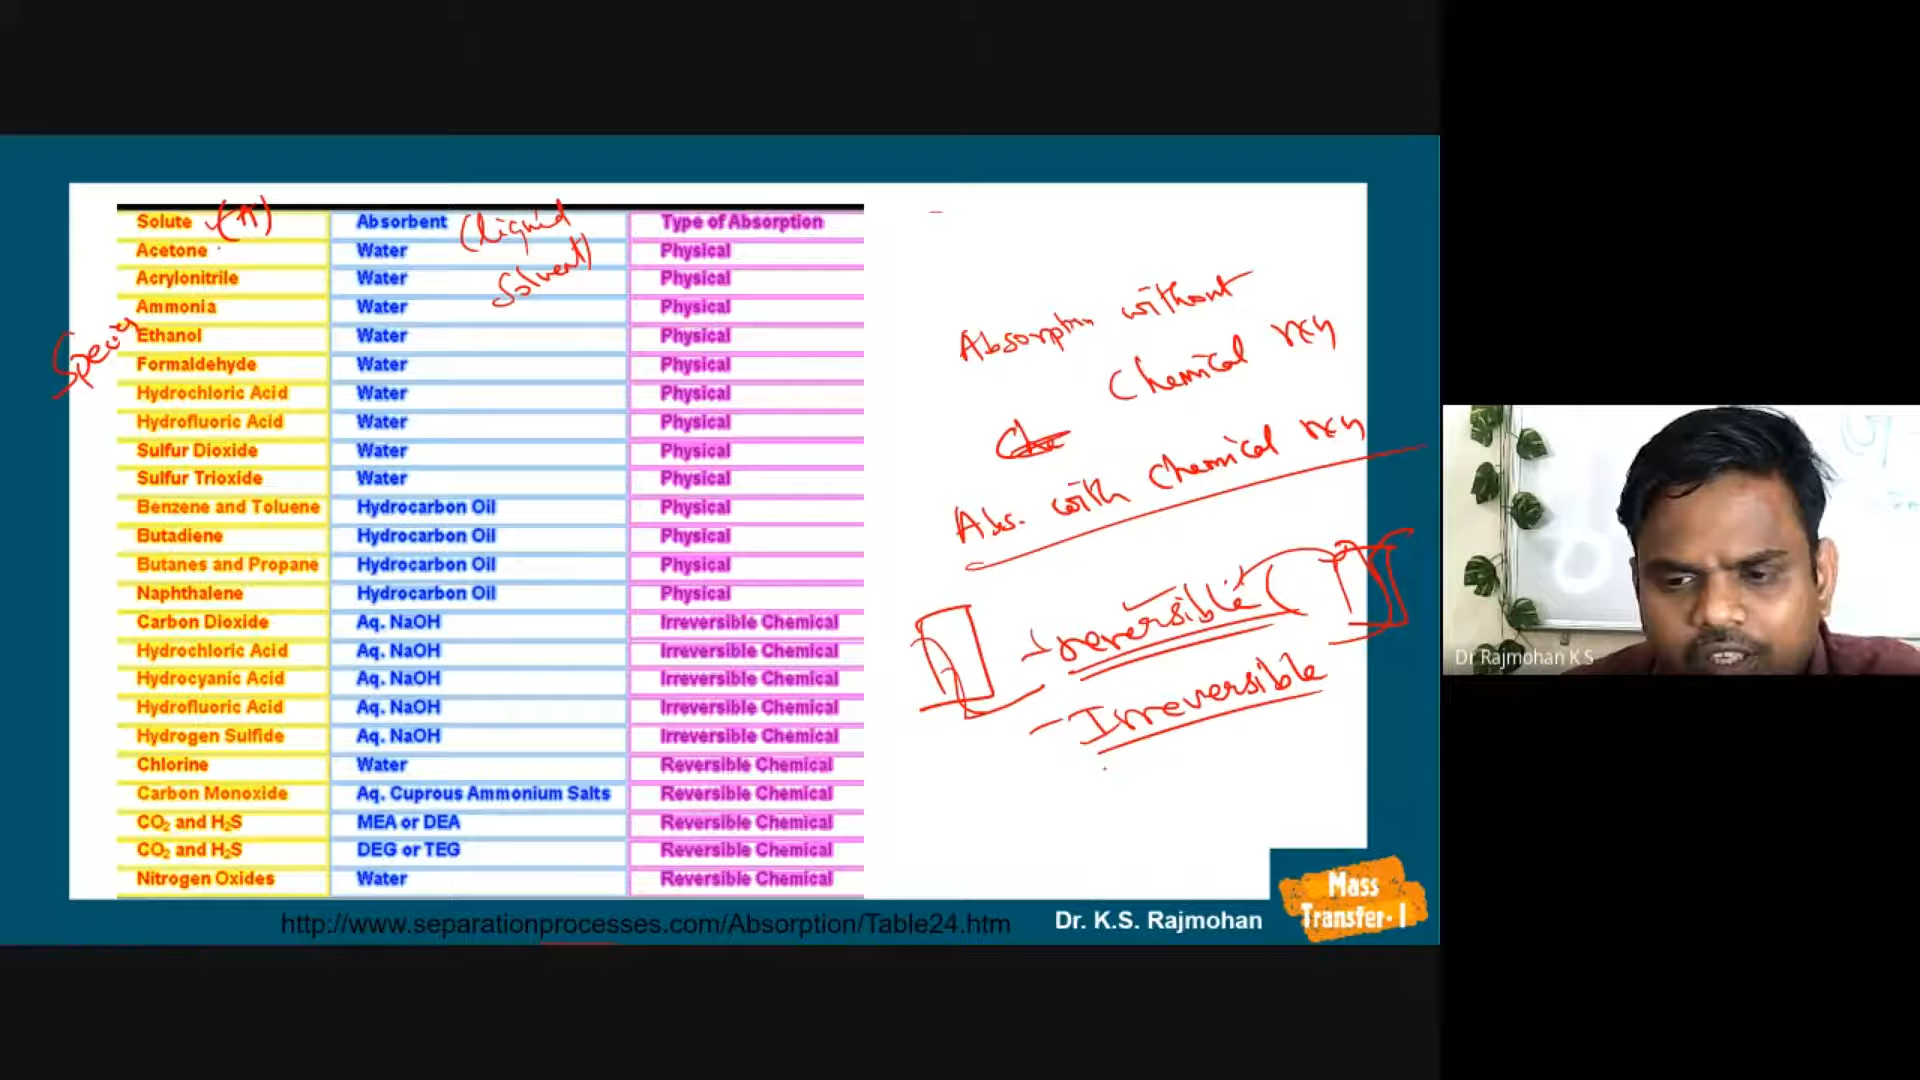 Solute (A)
Absorbent (liquid solvent)
Type of Absorption
Acetone Water Physical
Acrylonitrile Water Physical
Ammonia Water Physical
Ethanol Water Physical
Formaldehyde Water Physical
Hydrochloric Acid Water Physical
Hydrofluoric Acid Water Physical
Sulfur Dioxide Water Physical
Sulfur Trioxide Water Physical
Benzene and Toluene Hydrocarbon Oil Physical
Butadiene Hydrocarbon Oil Physical
Butanes and Propane Hydrocarbon Oil Physical
Naphthalene Hydrocarbon Oil Physical
Carbon Dioxide Aq. NaOH Irreversible Chemical
Hydrochloric Acid Aq. NaOH Irreversible Chemical
Hydrocyanic Acid Aq. NaOH Irreversible Chemical
Hydrofluoric Acid Aq. NaOH Irreversible Chemical
Hydrogen Sulfide Aq. NaOH Irreversible Chemical
Chlorine Water Reversible Chemical
Carbon Monoxide Aq. Cuprous Ammonium Salts Reversible Chemical
CO₂ and H₂S MEA or DEA Reversible Chemical
CO₂ and H₂S DEG or TEG Reversible Chemical
Nitrogen Oxides Water Reversible Chemical
Absorption without
Chemical rxn
Abs. with chemical rxn
- reversible (
- Irreversible
http://www.separationprocesses.com/Absorption/Table24.htm
Dr. K.S. Rajmohan
Mass
Transfer- I
Dr Rajmohan K S